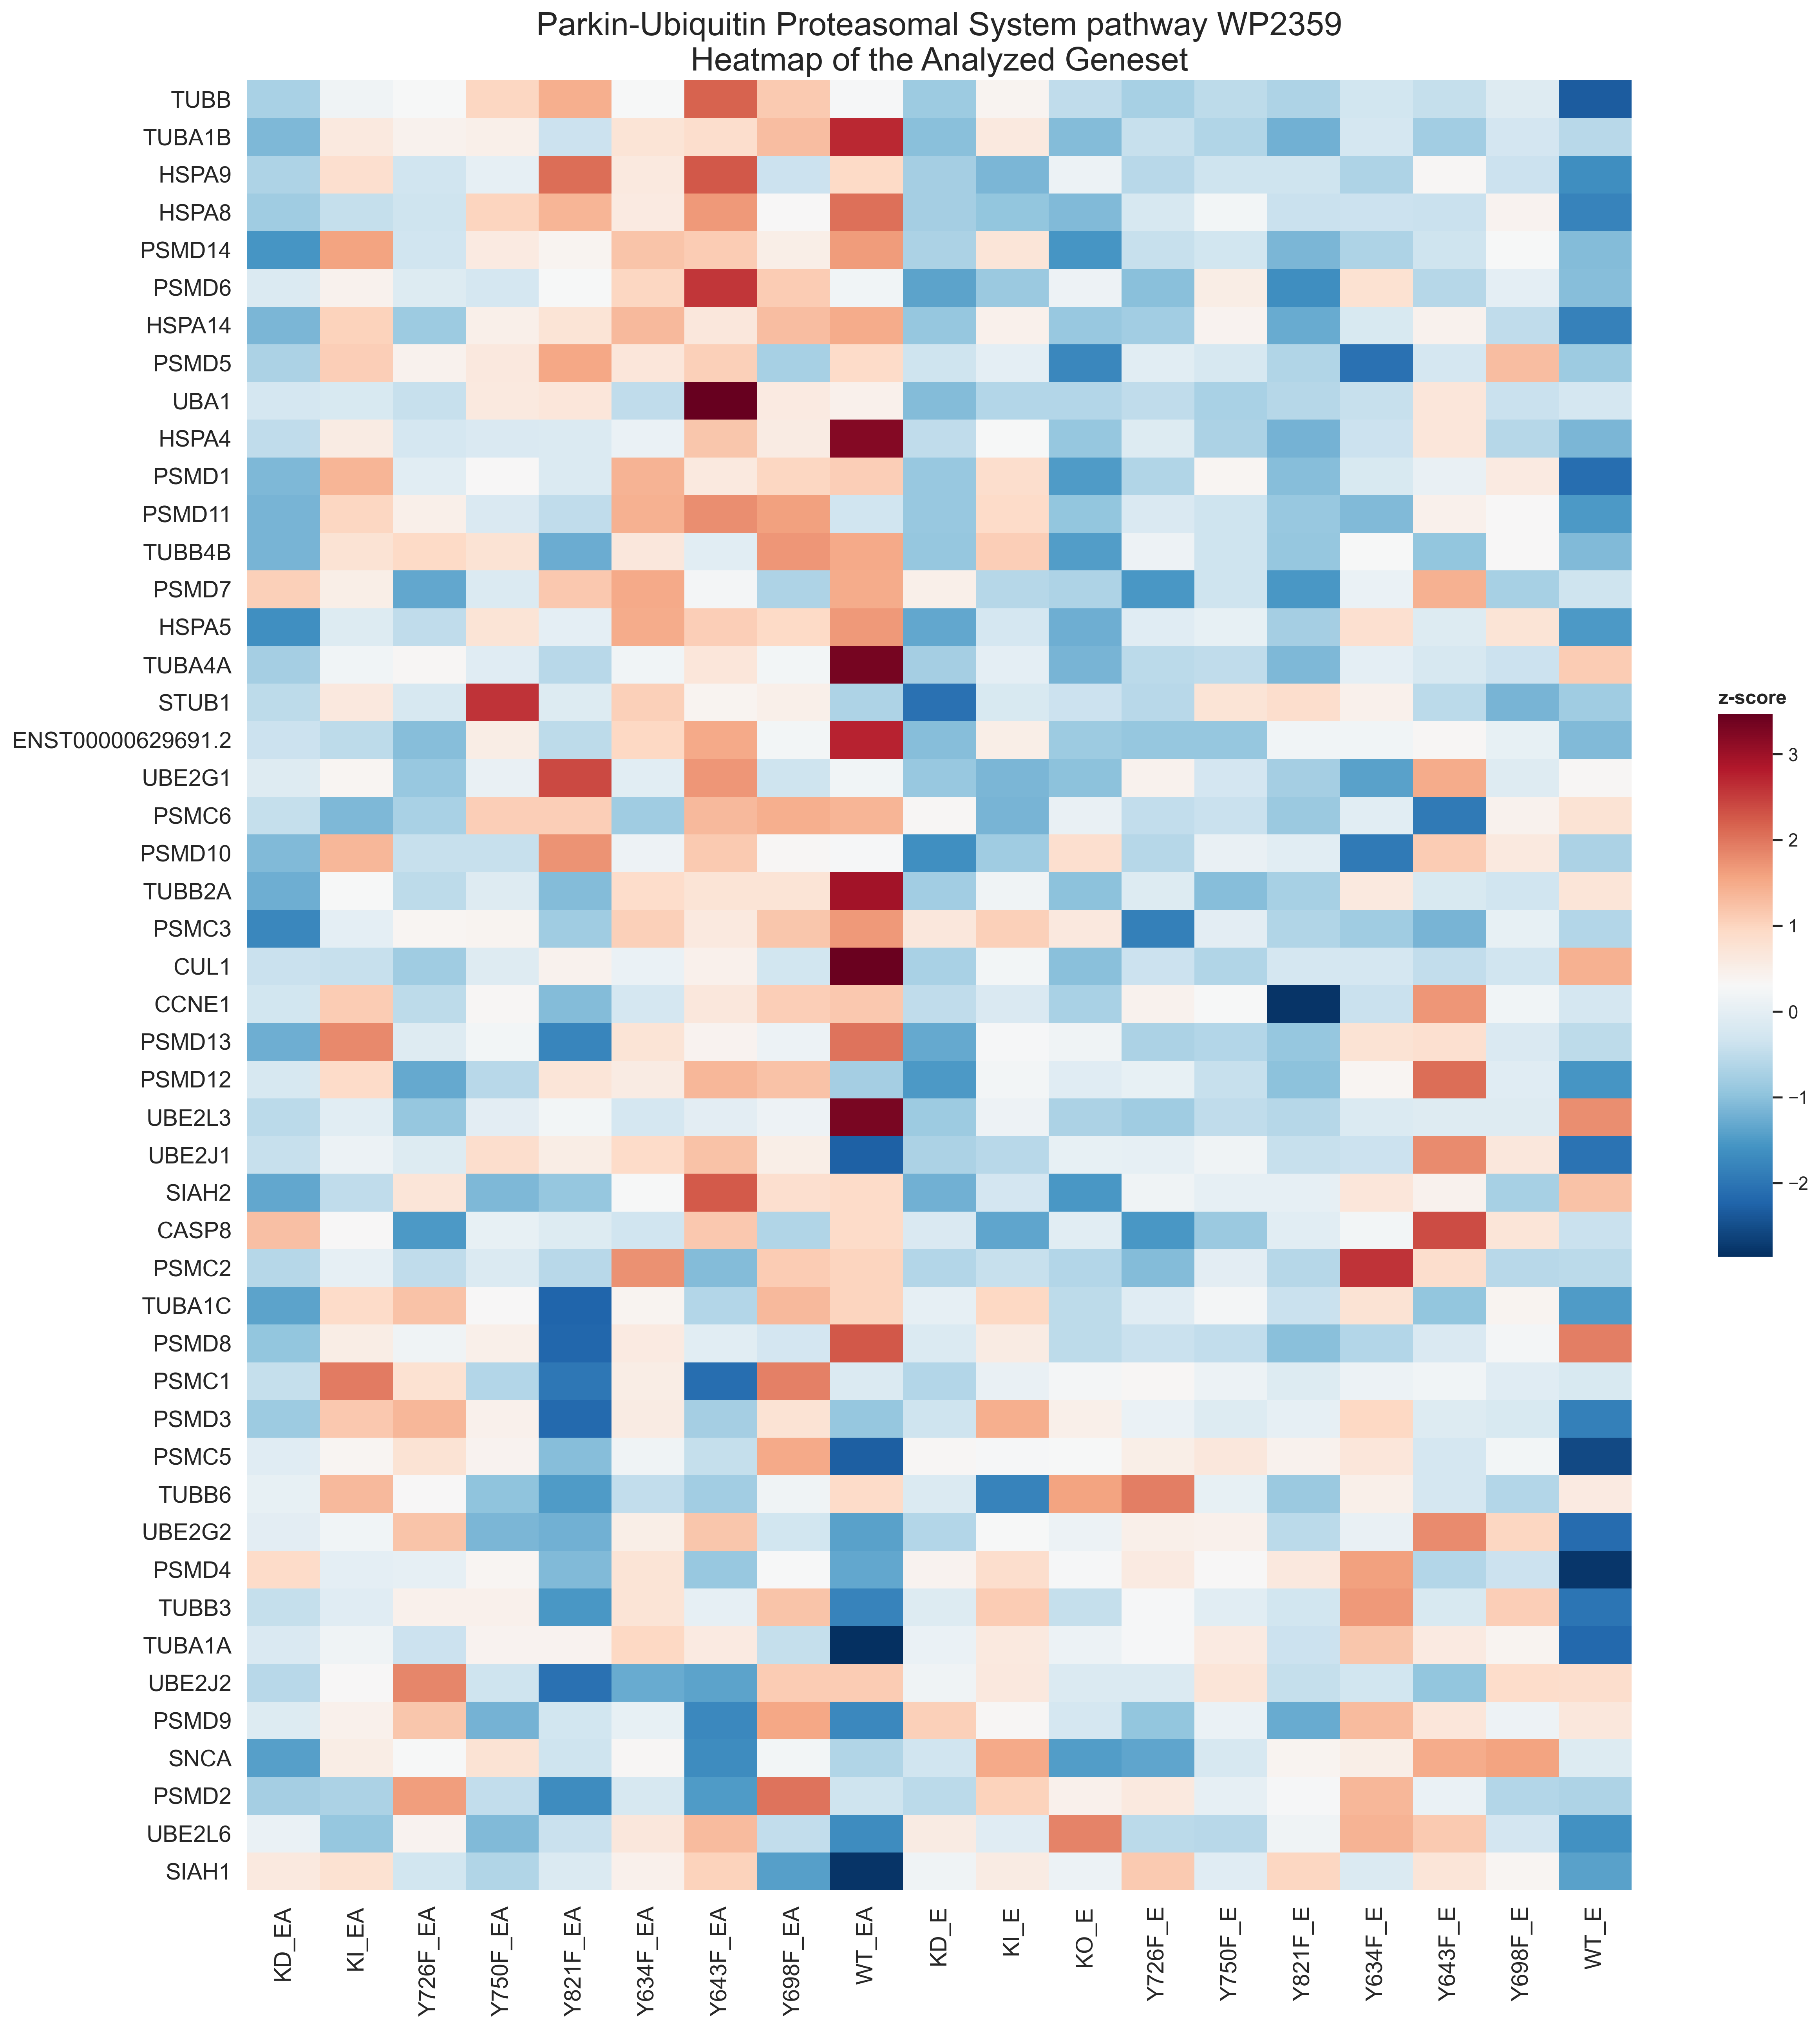 Parkin-Ubiquitin Proteasomal System pathway WP2359
Heatmap of the Analyzed Geneset
TUBB
TUBA1B
HSPA9
HSPA8
PSMD14
PSMD6
HSPA14
PSMD5
UBA1
HSPA4
PSMD1
PSMD11
TUBB4B
PSMD7
HSPA5
TUBA4A
STUB1
ENST00000629691.2
UBE2G1
PSMC6
PSMD10
TUBB2A
PSMC3
CUL1
CCNE1
PSMD13
PSMD12
UBE2L3
UBE2J1
SIAH2
CASP8
PSMC2
TUBA1C
PSMD8
PSMC1
PSMD3
PSMC5
TUBB6
UBE2G2
PSMD4
TUBB3
TUBA1A
UBE2J2
PSMD9
SNCA
PSMD2
UBE2L6
SIAH1
KD_EA
KI_EA
Y726F_EA
Y750F_EA
Y821F_EA
Y634F_EA
Y643F_EA
Y698F_EA
WT_EA
KD_E
KI_E
KO_E
Y726F_E
Y750F_E
Y821F_E
Y634F_E
Y643F_E
Y698F_E
WT_E
z-score
3
2
1
0
−1
−2